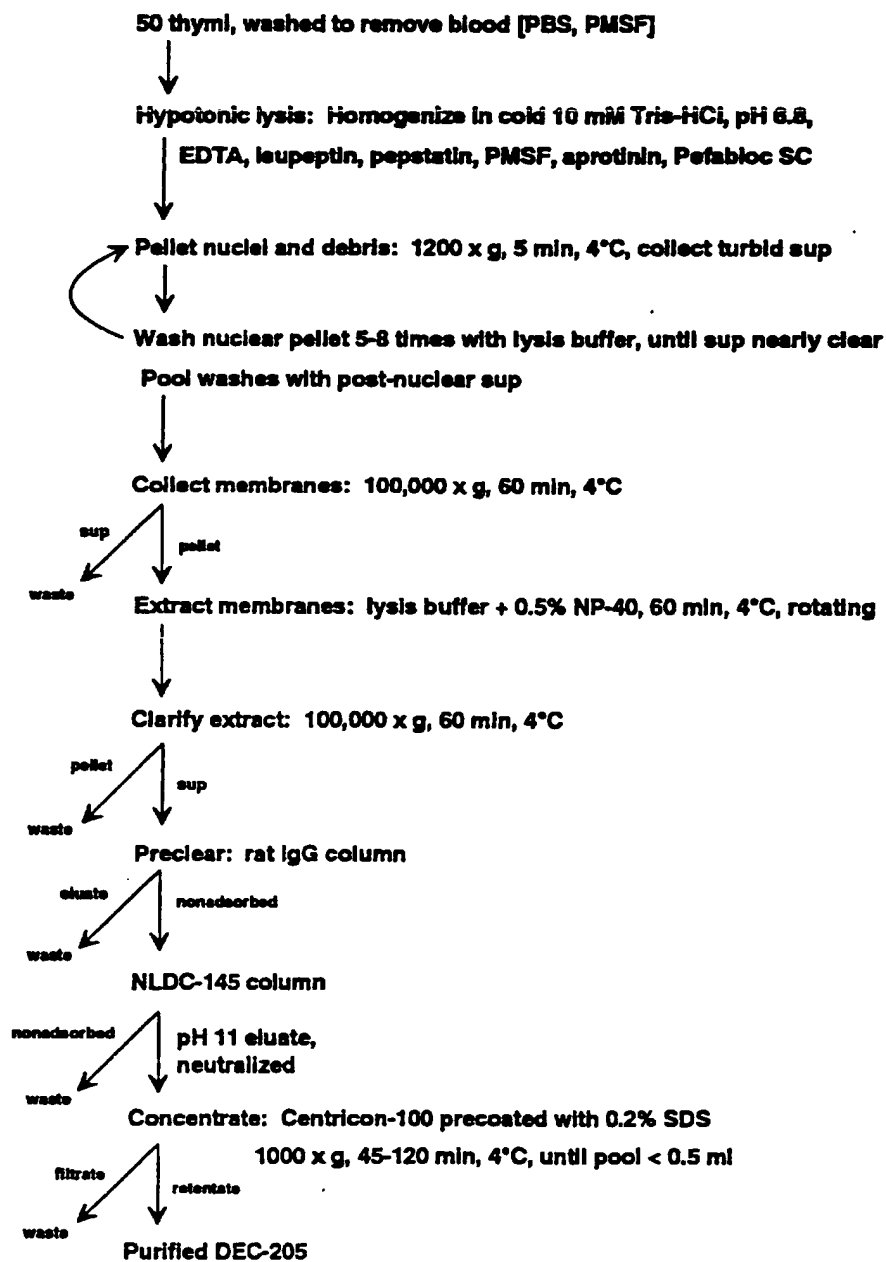 50 thymi, washed to remove blood [PBS, PMSF]
Hypotonic lysis: Homogenize in cold 10 mM Tris-HCl, pH 6.8,
EDTA, leupeptin, pepstatin, PMSF, aprotinin, Pefabloc SC
Pellet nuclei and debris: 1200 x g, 5 min, 4°C, collect turbid sup
Wash nuclear pellet 5-8 times with lysis buffer, until sup nearly clear
Pool washes with post-nuclear sup
Collect membranes: 100,000 x g, 60 min, 4°C
sup
pellet
waste
Extract membranes: lysis buffer + 0.5% NP-40, 60 min, 4°C, rotating
Clarify extract: 100,000 x g, 60 min, 4°C
pellet
sup
waste
Preclear: rat IgG column
eluate
nonadsorbed
waste
NLDC-145 column
nonadsorbed
pH 11 eluate,
neutralized
waste
Concentrate: Centricon-100 precoated with 0.2% SDS
1000 x g, 45-120 min, 4°C, until pool < 0.5 ml
filtrate
retentate
waste
Purified DEC-205